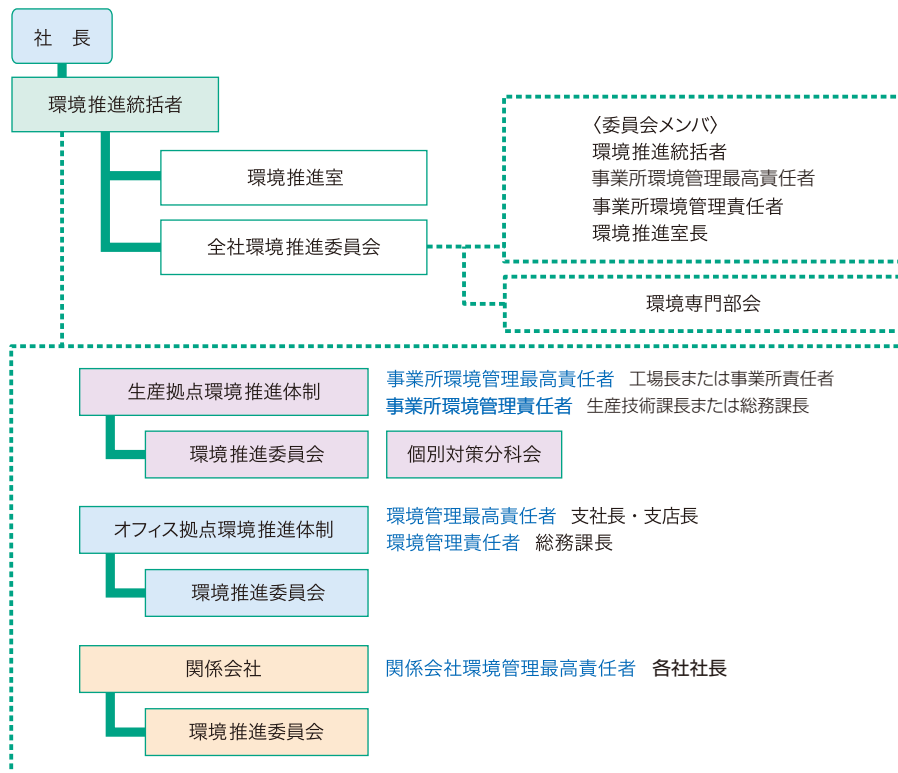 社　長
環境推進統括者
環境推進室
全社環境推進委員会
〈委員会メンバ〉
環境推進統括者
事業所環境管理最高責任者
事業所環境管理責任者
環境推進室長
環境専門部会
生産拠点環境推進体制
事業所環境管理最高責任者　工場長または事業所責任者
事業所環境管理責任者　生産技術課長または総務課長
環境推進委員会
個別対策分科会
オフィス拠点環境推進体制
環境管理最高責任者　支社長・支店長
環境管理責任者　総務課長
環境推進委員会
関係会社
関係会社環境管理最高責任者　各社社長
環境推進委員会